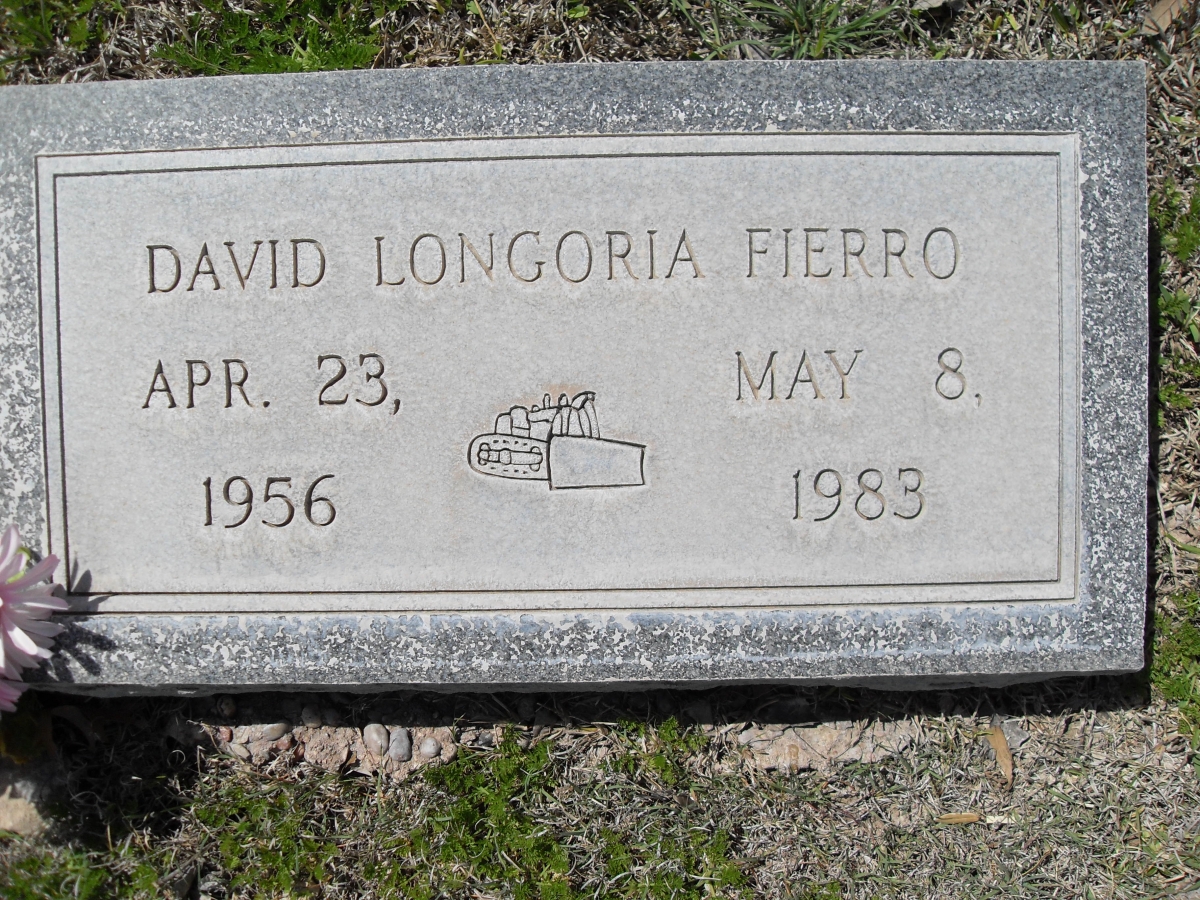 DAVID LONGORIA FIERRO
APR. 23, MAY 8,
1956 1983